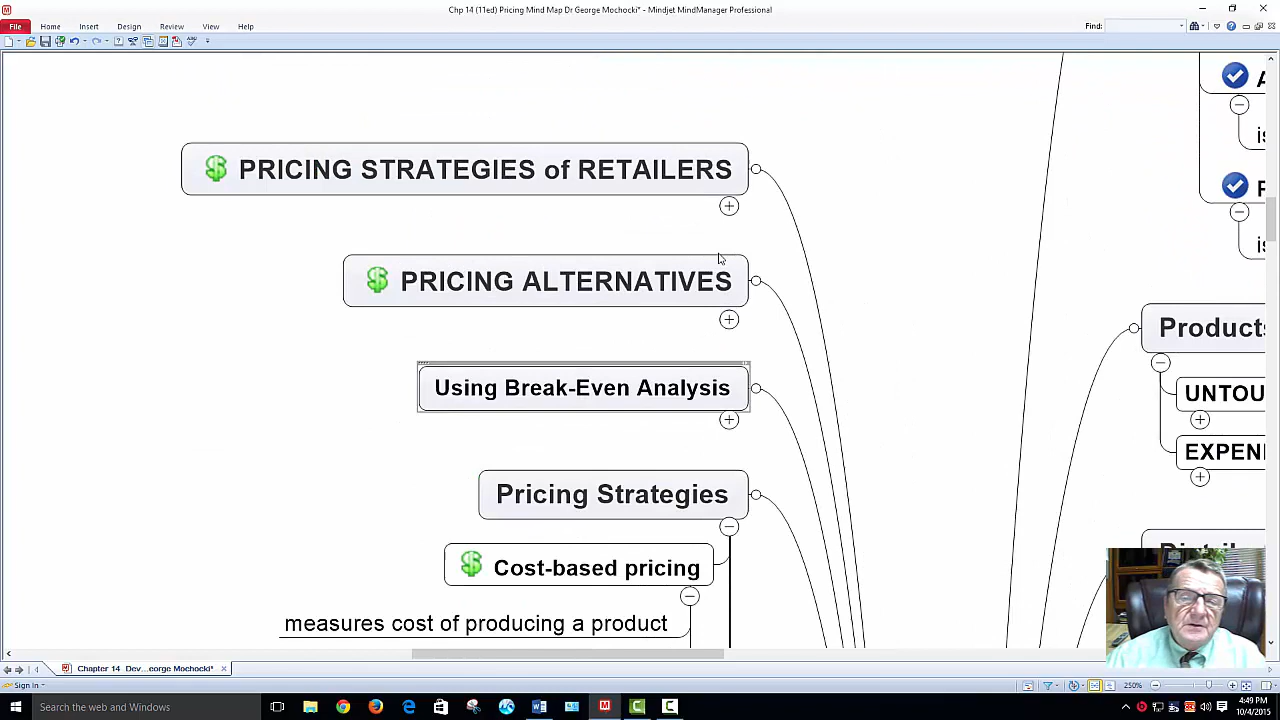 Chp 14 (11ed) Pricing Mind Map Dr George Mochocki* - Mindjet MindManager Professional
File Home Insert Design Review View Help Find:
PRICING STRATEGIES of RETAILERS
PRICING ALTERNATIVES
Using Break-Even Analysis
Pricing Strategies
Cost-based pricing
measures cost of producing a product
Products
UNTOU
EXPEN
Chapter 14 Dev...eorge Mochocki*
Sign In
250%
Search the web and Windows
4:49 PM
10/4/2015